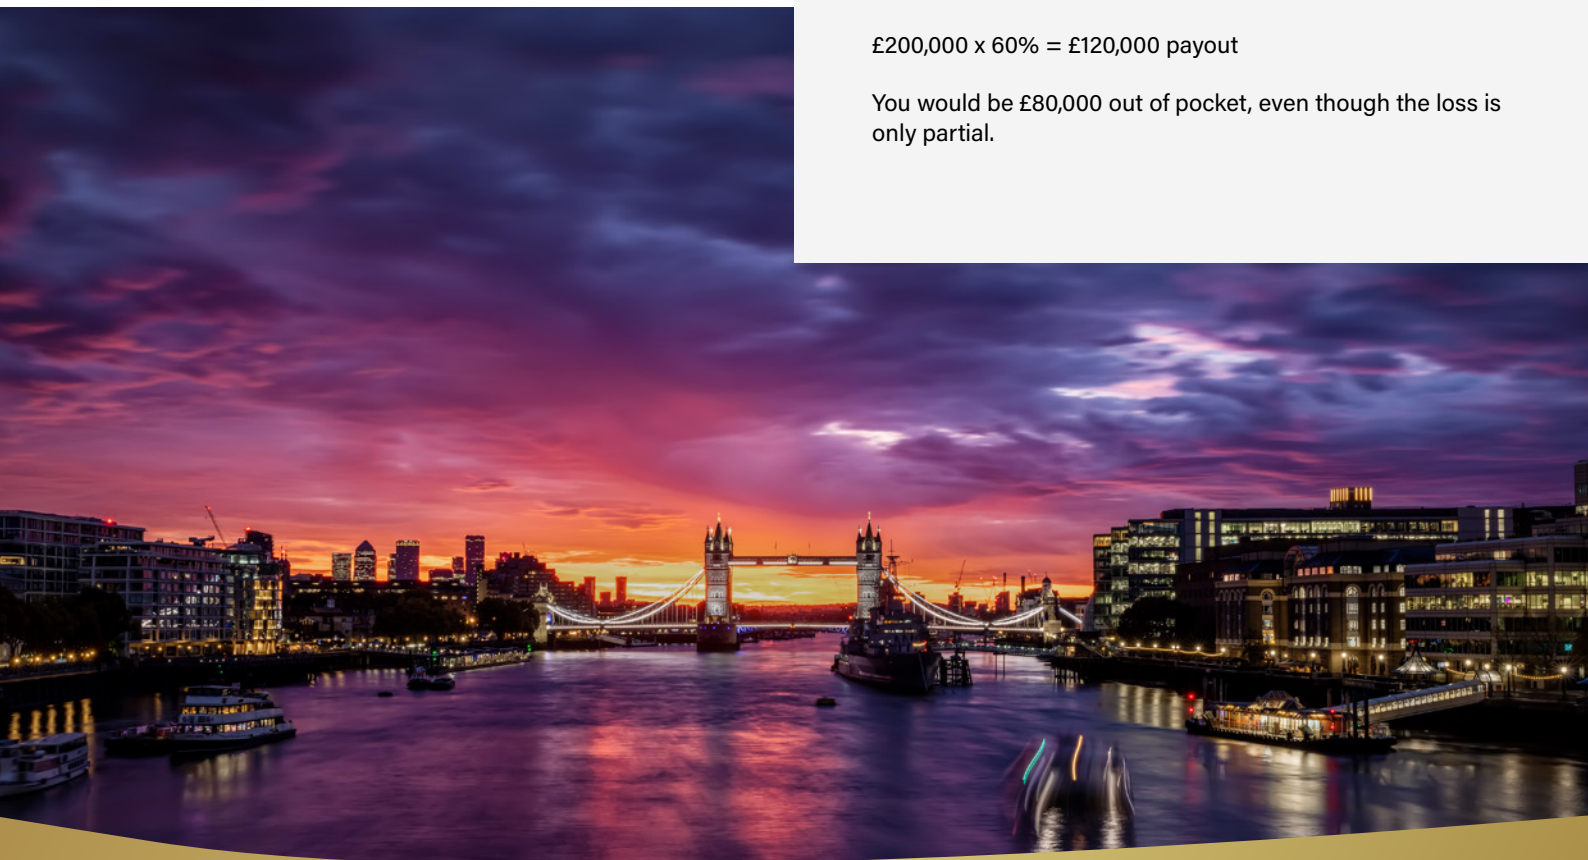 £200,000 x 60% = £120,000 payout
You would be £80,000 out of pocket, even though the loss is
only partial.